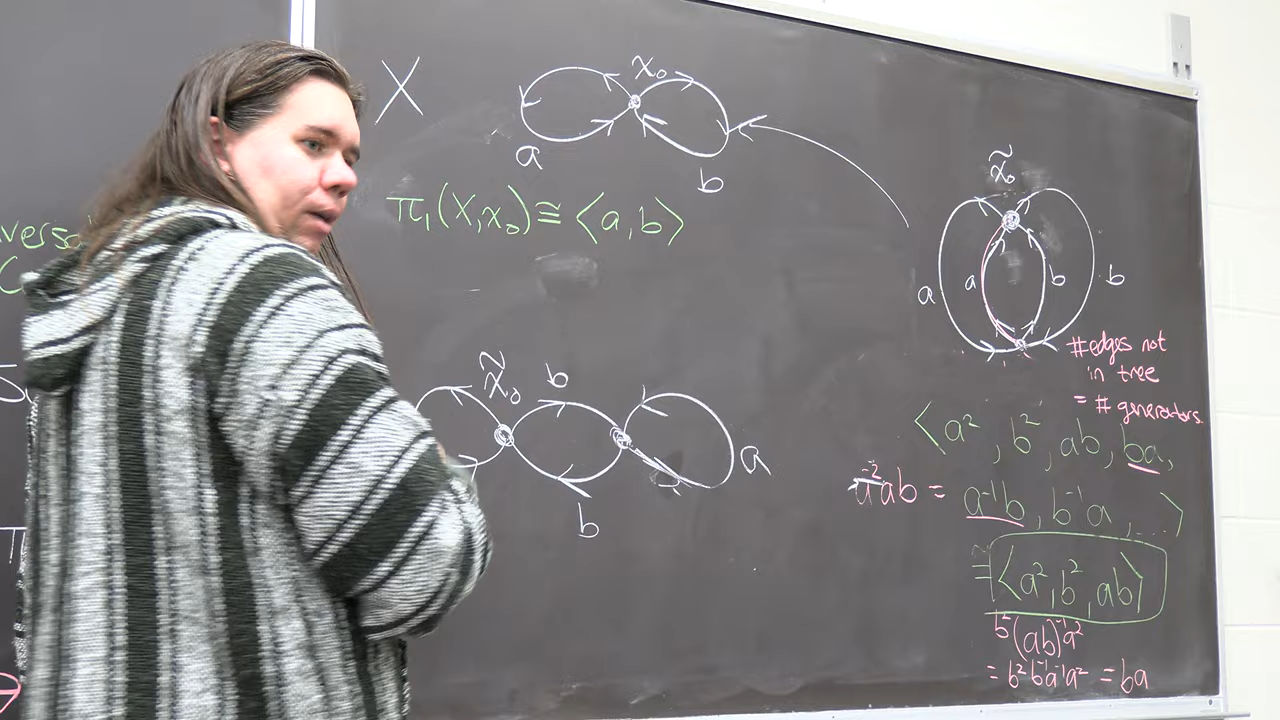 X
x₀
a
b
π₁(X,x₀)≅⟨a,b⟩
x̃₀
a
a
b
b
#edges not
in tree
= # generators
⟨a², b², ab, ba,
a⁻²ab = a⁻¹b, b⁻¹a, ...⟩
≅⟨a²,b²,ab⟩
b²(ab)⁻¹a²
= b²b⁻¹a⁻¹a² = ba
x̃₀
b
a
b